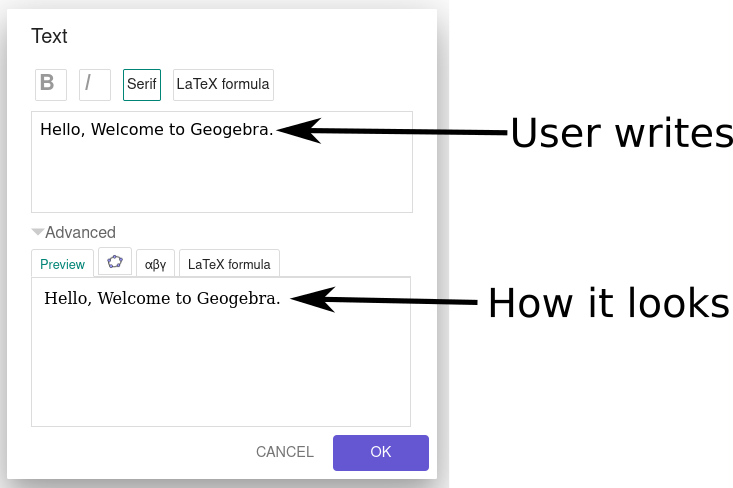 Text
B I Serif LaTeX formula
Hello, Welcome to Geogebra.
User writes
Advanced
Preview αβγ LaTeX formula
Hello, Welcome to Geogebra.
How it looks
CANCEL OK